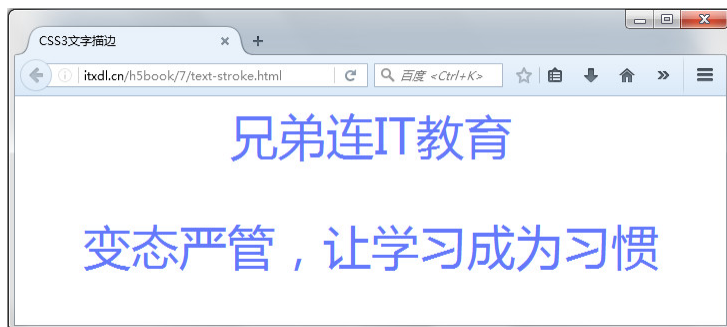 CSS3文字描边
itxdl.cn/h5book/7/text-stroke.html
百度 <Ctrl+K>
兄弟连IT教育
变态严管，让学习成为习惯